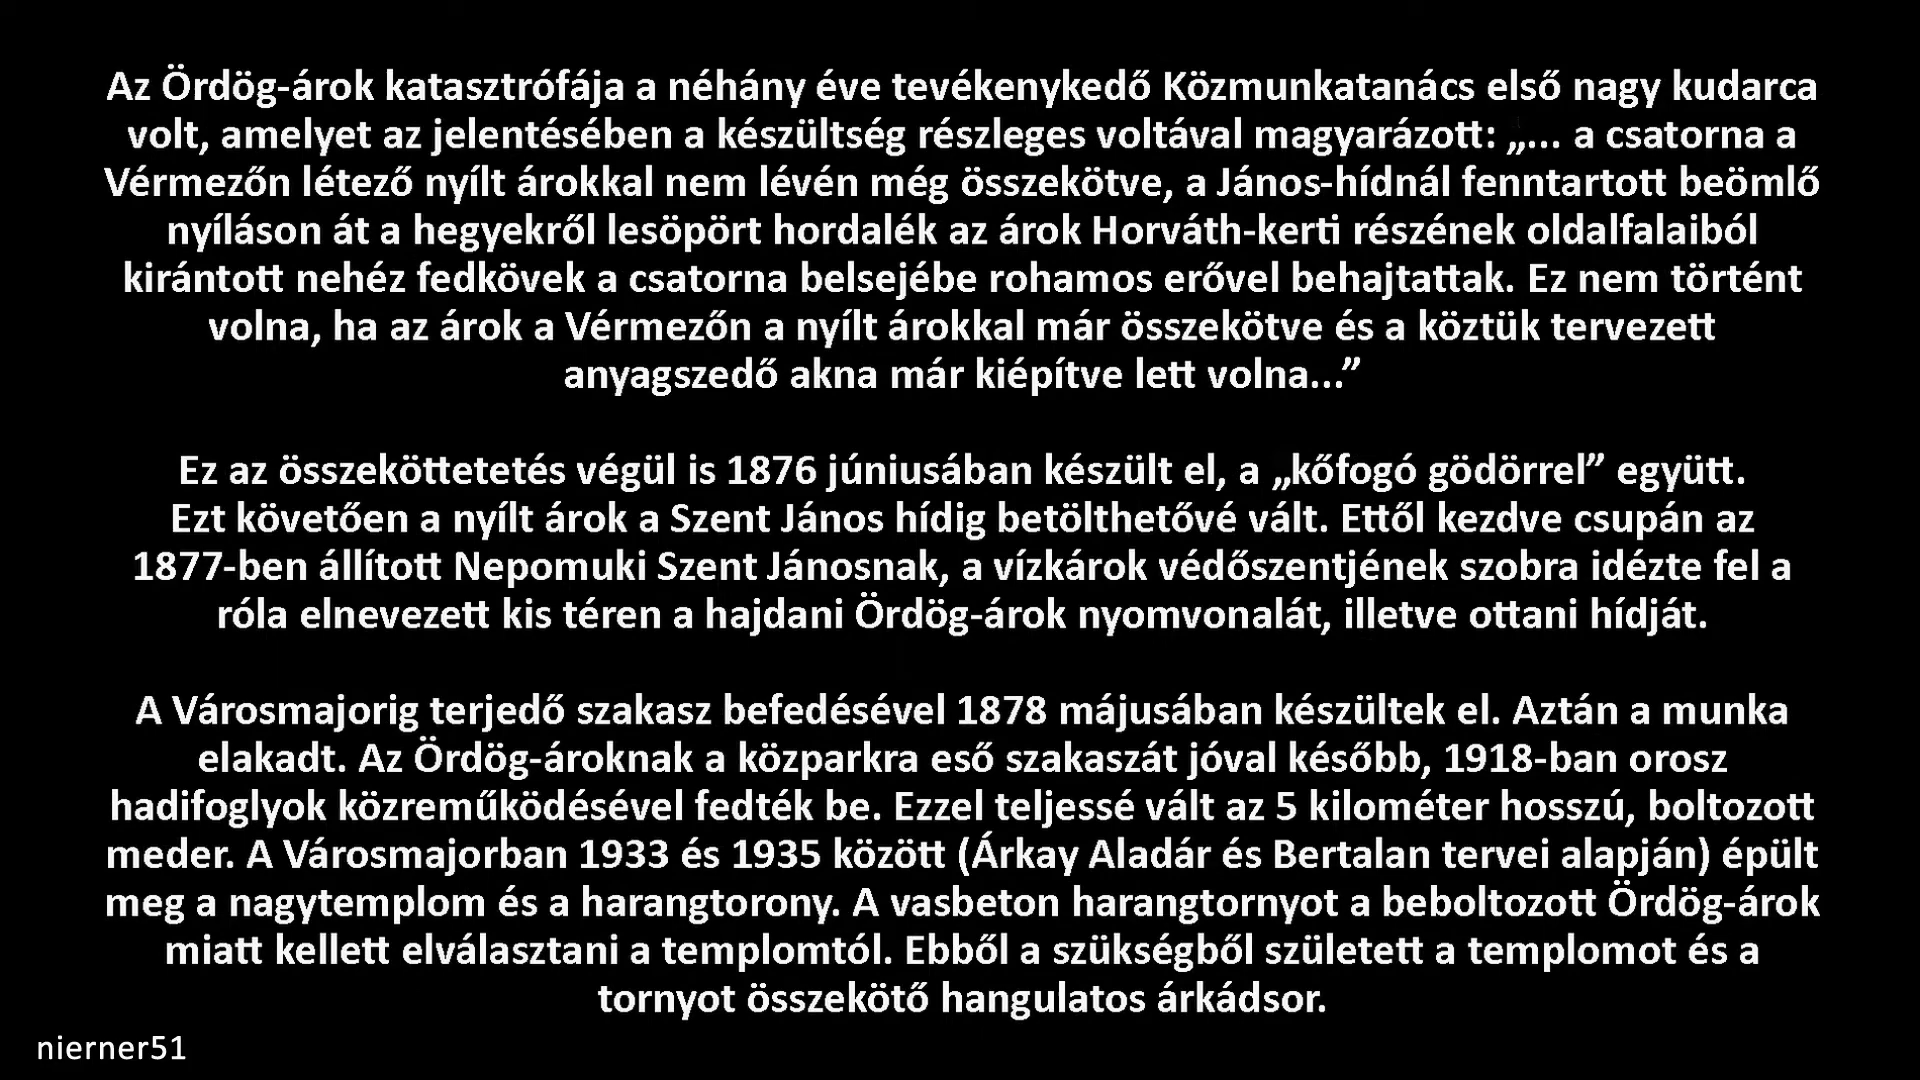 Az Ördög-árok katasztrófája a néhány éve tevékenykedő Közmunkatanács első nagy kudarca
volt, amelyet az jelentésében a készültség részleges voltával magyarázott: „... a csatorna a
Vérmezőn létező nyílt árokkal nem lévén még összekötve, a János-hídnál fenntartott beömlő
nyíláson át a hegyekről lesöpört hordalék az árok Horváth-kerti részének oldalfalaiból
kirántott nehéz fedkövek a csatorna belsejébe rohamos erővel behajtattak. Ez nem történt
volna, ha az árok a Vérmezőn a nyílt árokkal már összekötve és a köztük tervezett
anyagszedő akna már kiépítve lett volna...”
Ez az összeköttetetés végül is 1876 júniusában készült el, a „kőfogó gödörrel” együtt.
Ezt követően a nyílt árok a Szent János hídig betölthetővé vált. Ettől kezdve csupán az
1877-ben állított Nepomuki Szent Jánosnak, a vízkárok védőszentjének szobra idézte fel a
róla elnevezett kis téren a hajdani Ördög-árok nyomvonalát, illetve ottani hídját.
A Városmajorig terjedő szakasz befedésével 1878 májusában készültek el. Aztán a munka
elakadt. Az Ördög-ároknak a közparkra eső szakaszát jóval később, 1918-ban orosz
hadifoglyok közreműködésével fedték be. Ezzel teljessé vált az 5 kilométer hosszú, boltozott
meder. A Városmajorban 1933 és 1935 között (Árkay Aladár és Bertalan tervei alapján) épült
meg a nagytemplom és a harangtorony. A vasbeton harangtornyot a beboltozott Ördög-árok
miatt kellett elválasztani a templomtól. Ebből a szükségből született a templomot és a
tornyot összekötő hangulatos árkádsor.
nierner51